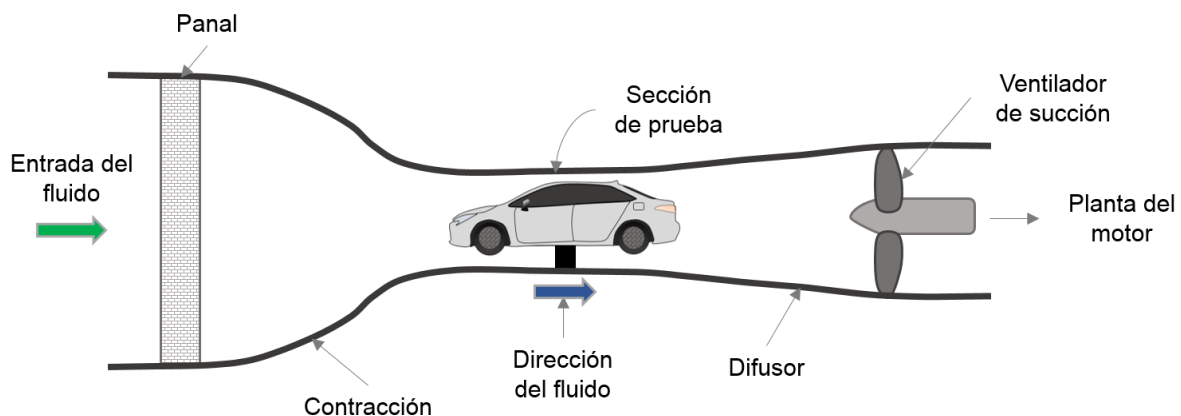 Panal
Sección
de prueba
Ventilador
de succión
Entrada del
fluido
Planta del
motor
Dirección
del fluido
Difusor
Contracción